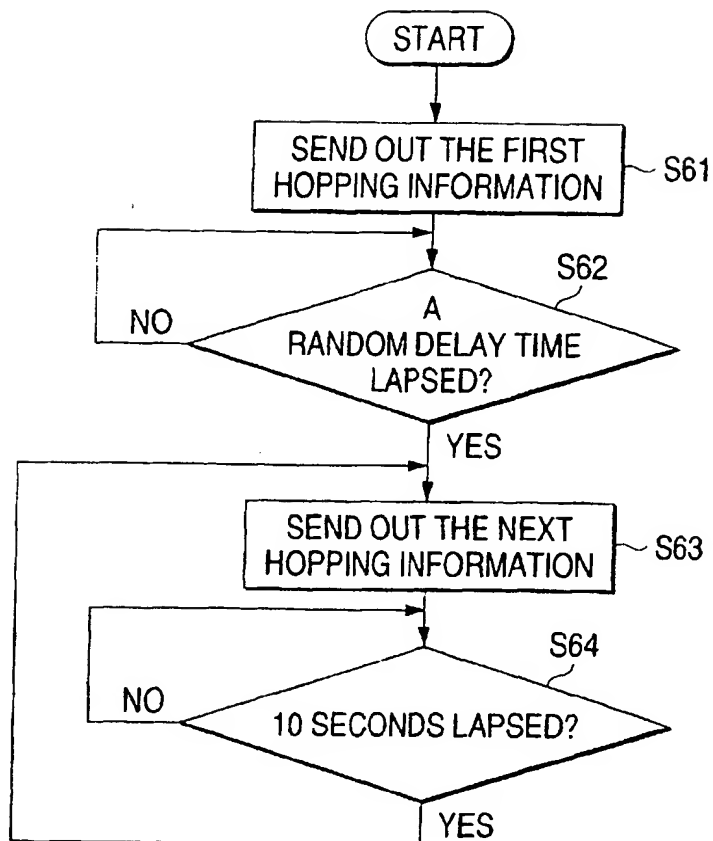 START
SEND OUT THE FIRST
HOPPING INFORMATION
S61
S62
A
RANDOM DELAY TIME
LAPSED?
NO
YES
SEND OUT THE NEXT
HOPPING INFORMATION
S63
S64
10 SECONDS LAPSED?
NO
YES